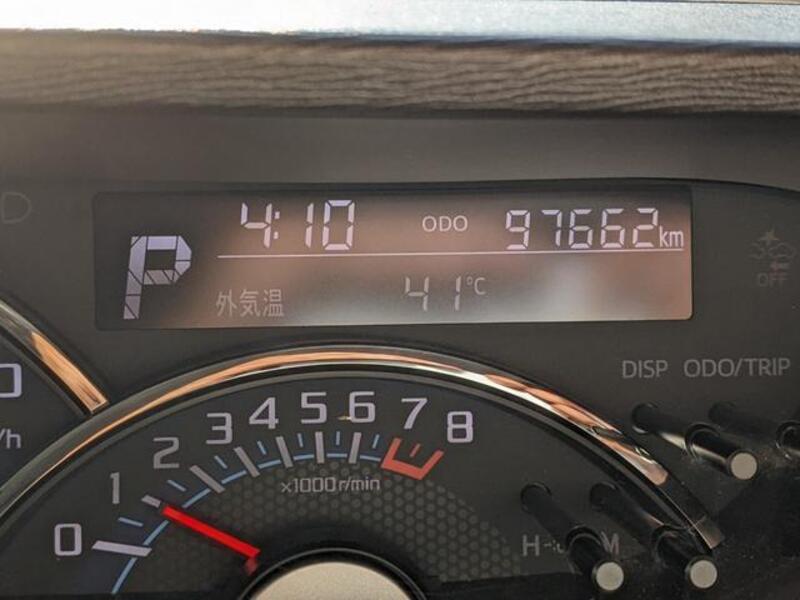 4:10 ODO 97662km
P
外気温 41℃
OFF
DISP ODO/TRIP
0
/h
0 1 2 3 4 5 6 7 8
×1000r/min
H M